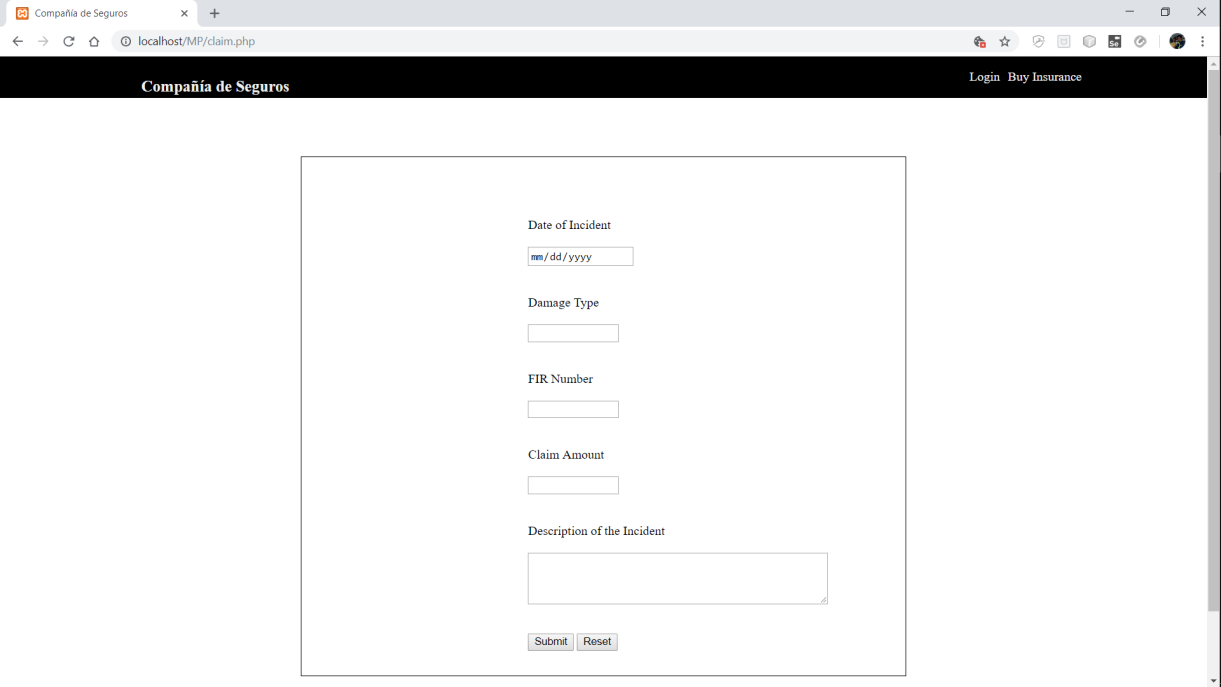 Compañía de Seguros
localhost/MP/claim.php
Se
Compañía de Seguros
Login Buy Insurance
Date of Incident
mm/dd/yyyy
Damage Type
FIR Number
Claim Amount
Description of the Incident
Submit Reset